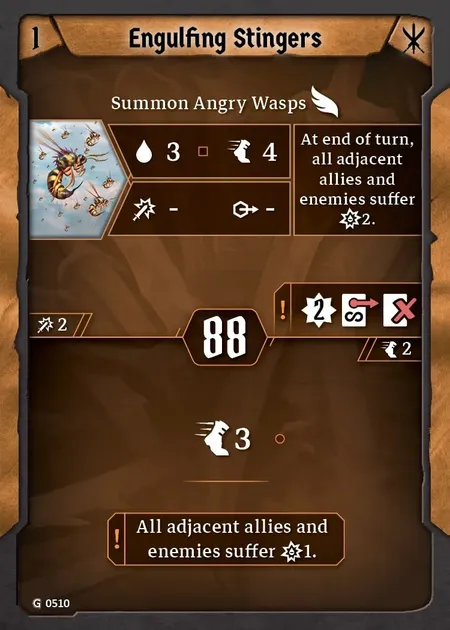 1 Engulfing Stingers
Summon Angry Wasps
3 4
- -
At end of turn,
all adjacent
allies and
enemies suffer
2.
2
88
2
2
3
All adjacent allies and
enemies suffer 1.
G 0510